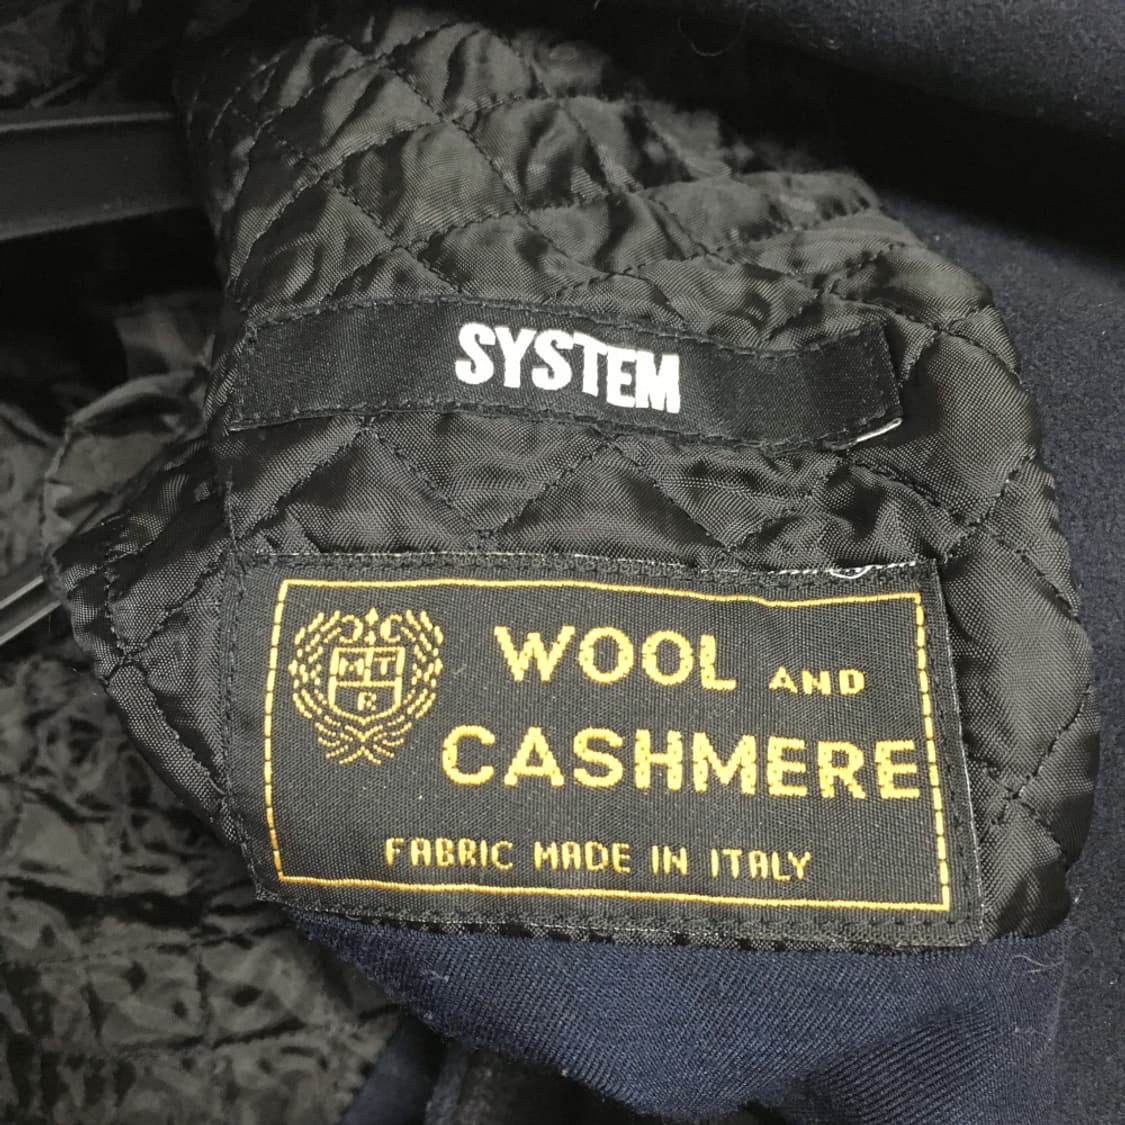 SYSTEM
M T
R
WOOL AND
CASHMERE
FABRIC MADE IN ITALY